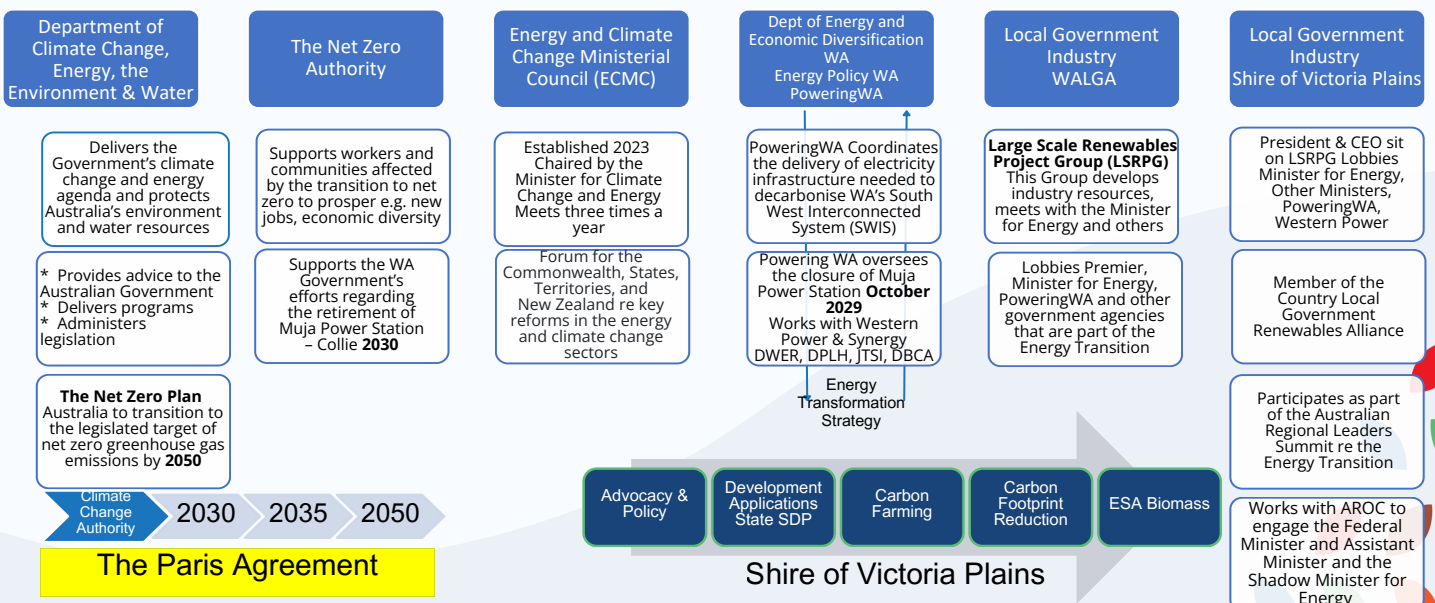 Department of
Climate Change,
Energy, the
Environment & Water
Delivers the
Government's climate
change and energy
agenda and protects
Australia's environment
and water resources
* Provides advice to the
Australian Government
* Delivers programs
* Administers
legislation
The Net Zero Plan
Australia to transition to
the legislated target of
net zero greenhouse gas
emissions by 2050
Climate
Change
Authority
2030
2035
2050
The Paris Agreement
The Net Zero
Authority
Supports workers and
communities affected
by the transition to net
zero to prosper e.g. new
jobs, economic diversity
Supports the WA
Government's
efforts regarding
the retirement of
Muja Power Station
– Collie 2030
Energy and Climate
Change Ministerial
Council (ECMC)
Established 2023
Chaired by the
Minister for Climate
Change and Energy
Meets three times a
year
Forum for the
Commonwealth, States,
Territories, and
New Zealand re key
reforms in the energy
and climate change
sectors
Dept of Energy and
Economic Diversification
WA
Energy Policy WA
PoweringWA
PoweringWA Coordinates
the delivery of electricity
infrastructure needed to
decarbonise WA's South
West Interconnected
System (SWIS)
Powering WA oversees
the closure of Muja
Power Station October
2029
Works with Western
Power & Synergy
DWER, DPLH, JTSI, DBCA
Energy
Transformation
Strategy
Local Government
Industry
WALGA
Large Scale Renewables
Project Group (LSRPG)
This Group develops
industry resources,
meets with the Minister
for Energy and others
Lobbies Premier,
Minister for Energy,
PoweringWA and other
government agencies
that are part of the
Energy Transition
Local Government
Industry
Shire of Victoria Plains
President & CEO sit
on LSRPG Lobbies
Minister for Energy,
Other Ministers,
PoweringWA,
Western Power
Member of the
Country Local
Government
Renewables Alliance
Participates as part
of the Australian
Regional Leaders
Summit re the
Energy Transition
Works with AROC to
engage the Federal
Minister and Assistant
Minister and the
Shadow Minister for
Energy
Advocacy &
Policy
Development
Applications
State SDP
Carbon
Farming
Carbon
Footprint
Reduction
ESA Biomass
Shire of Victoria Plains